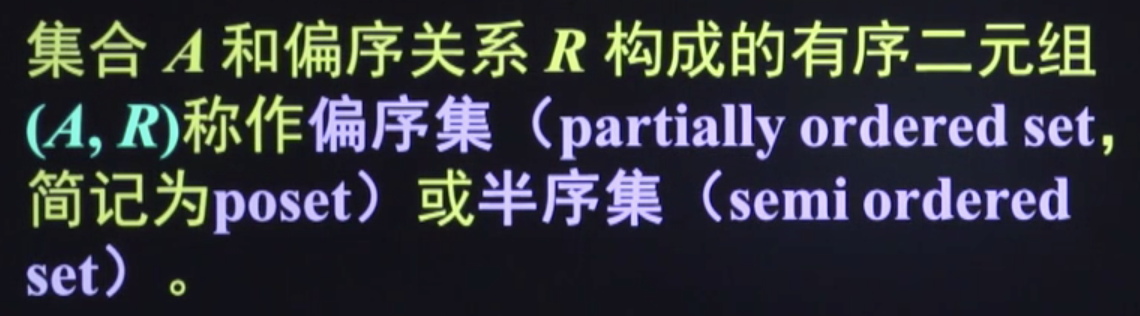 集合 A 和偏序关系 R 构成的有序二元组
(A, R)称作偏序集（partially ordered set,
简记为poset）或半序集（semi ordered
set）。